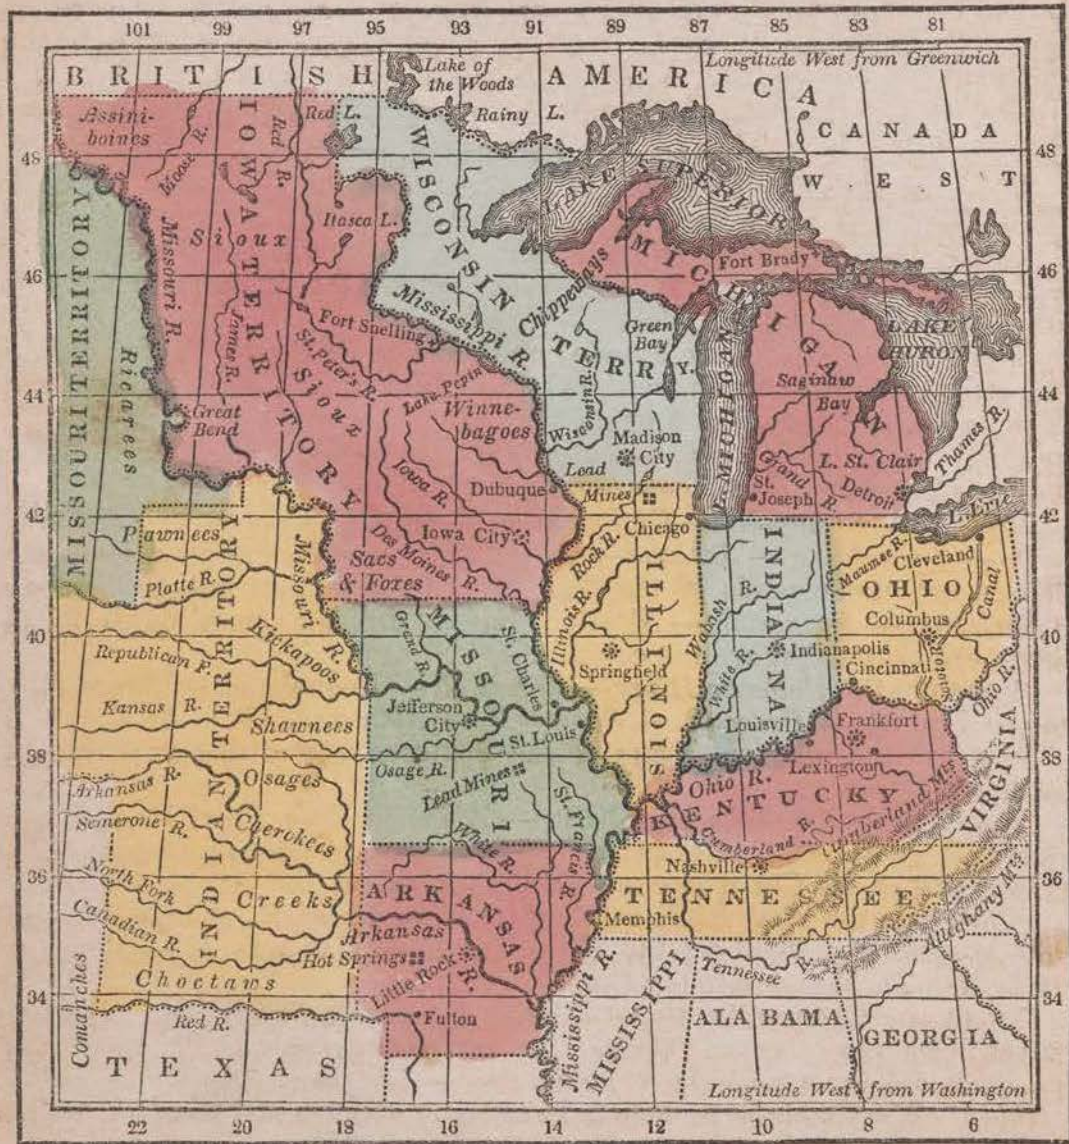 101 99 97 95 93 91 89 87 85 83 81
Longitude West from Greenwich
BRITISH AMERICA
Lake of
the Woods
Rainy L.
CANADA
WEST
Assini-
boines
Red L.
Moose R.
Red R.
IOWA TERRITORY
WISCONSIN TERRY.
LAKE SUPERIOR
48
48
MISSOURI TERRITORY
Missouri R.
Sioux
Itasca L.
Chippeways
MICHIGAN
Fort Brady
46
46
Mississippi R.
James R.
Fort Snelling
St. Peter's R.
Sioux
Green
Bay
LAKE
HURON
L. MICHIGAN
Ricarees
Lake Pepin
Saginaw
Bay
44
44
Great
Bend
Winne-
bagoes
Wisconsin R.
Madison
City
Thames R.
Iowa R.
Lead
Mines
Grand
R.
L. St. Clair
St.
Joseph
Detroit
Dubuque
L. Erie
42
42
Chicago
Pawnees
Iowa City
Des Moines R.
Rock R.
Maumee R.
Cleveland
Sacs
& Foxes
Platte R.
Missouri
R.
INDIAN TERRITORY
ILLINOIS
INDIANA
OHIO
Canal
Columbus
40
40
Kickapoos
Grand R.
MISSOURI
St. Charles
Illinois R.
Wabash
R.
Springfield
Indianapolis
Cincinnati
Scioto
Republican F.
White R.
Ohio R.
Kansas R.
Jefferson
City
Shawnees
St. Louis
Louisville
Frankfort
38
38
Osage R.
Lexington
Arkansas R.
Osages
Lead Mines
Ohio R.
KENTUCKY
VIRGINIA
St. Francis R.
Semerone R.
Cherokees
White R.
Cumberland R.
Cumberland Mts
Nashville
36
36
North Fork
Creeks
ARKANSAS
TENNESSEE
Canadian R.
Arkansas
R.
Memphis
Alleghany Mts
Hot Springs
Little Rock
Tennessee R.
Choctaws
34
34
Comanches
Red R.
Fulton
Mississippi R.
MISSISSIPPI
ALABAMA
GEORGIA
TEXAS
Longitude West from Washington
22 20 18 16 14 12 10 8 6